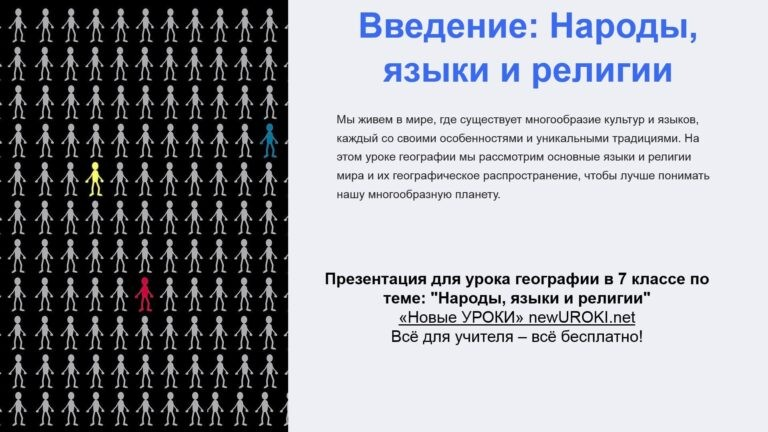 Введение: Народы,
языки и религии
Мы живем в мире, где существует многообразие культур и языков,
каждый со своими особенностями и уникальными традициями. На
этом уроке географии мы рассмотрим основные языки и религии
мира и их географическое распространение, чтобы лучше понимать
нашу многообразную планету.
Презентация для урока географии в 7 классе по
теме: "Народы, языки и религии"
«Новые УРОКИ» newUROKI.net
Всё для учителя – всё бесплатно!